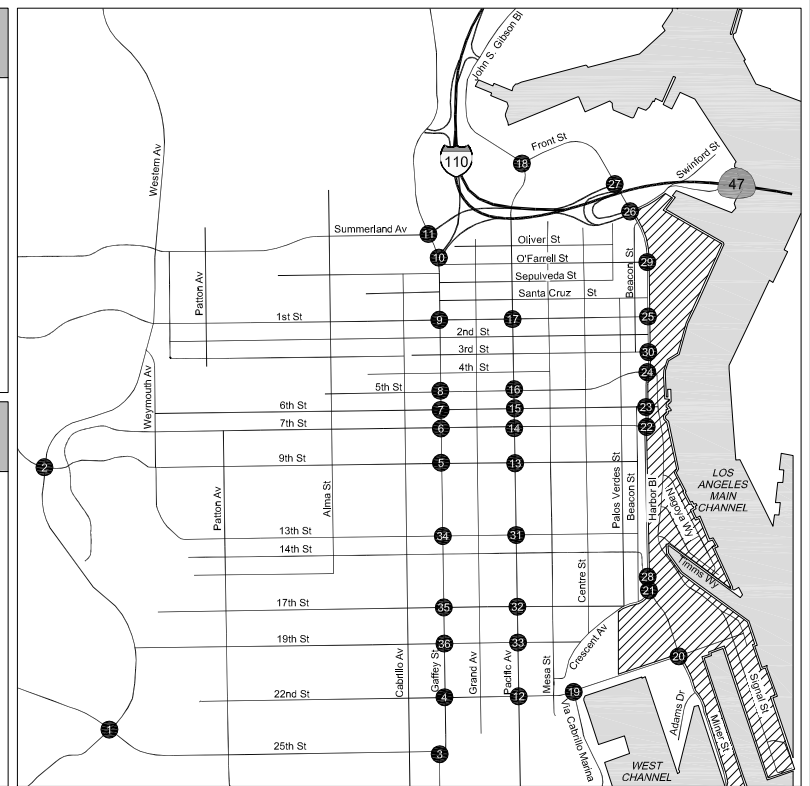 John S. Gibson Bl
Western Av
Front St
18
110
Swinford St
27
47
26
Summerland Av
11
Oliver St
10
O'Farrell St
29
Beacon St
Sepulveda St
Patton Av
Santa Cruz St
1st St
9
17
25
2nd St
3rd St
30
4th St
24
Weymouth Av
5th St
8
16
6th St
7
15
23
7th St
6
14
22
2
9th St
5
13
LOS
ANGELES
MAIN
CHANNEL
Patton Av
Alma St
Palos Verdes St
Beacon St
Harbor Bl
Nagoya Wy
13th St
34
31
14th St
Timms Wy
28
21
Centre St
17th St
35
32
19th St
36
33
Crescent Av
20
Cabrillo Av
Gaffey St
Grand Av
Pacific Av
Mesa St
22nd St
4
12
19
Signal St
1
Via Cabrillo Marina
Adams Dr
Miner St
25th St
3
WEST
CHANNEL